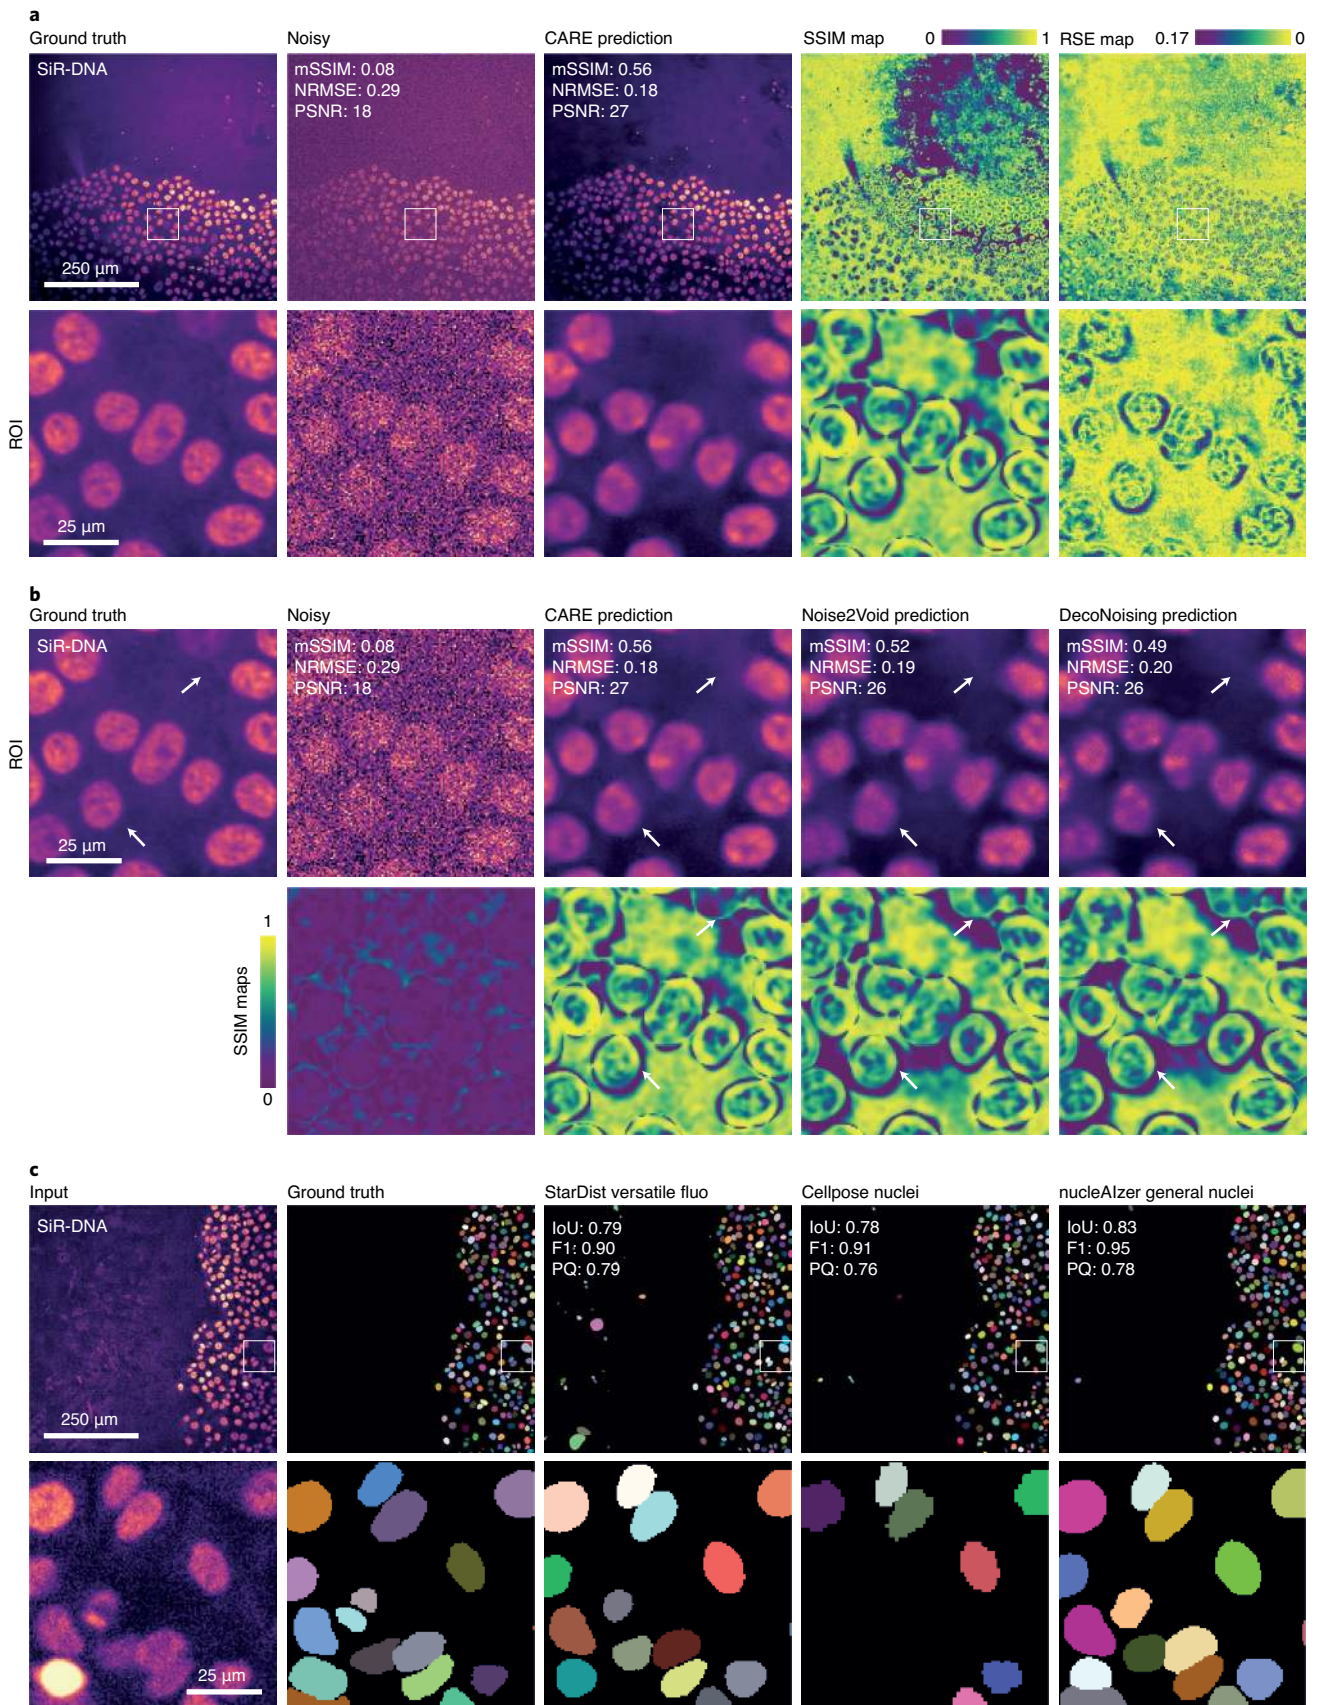 a
Ground truth
Noisy
CARE prediction
SSIM map
0
1
RSE map
0.17
0
SiR-DNA
mSSIM: 0.08
NRMSE: 0.29
PSNR: 18
mSSIM: 0.56
NRMSE: 0.18
PSNR: 27
250 µm
ROI
25 µm
b
Ground truth
Noisy
CARE prediction
Noise2Void prediction
DecoNoising prediction
SiR-DNA
mSSIM: 0.08
NRMSE: 0.29
PSNR: 18
mSSIM: 0.56
NRMSE: 0.18
PSNR: 27
mSSIM: 0.52
NRMSE: 0.19
PSNR: 26
mSSIM: 0.49
NRMSE: 0.20
PSNR: 26
ROI
25 µm
1
SSIM maps
0
c
Input
Ground truth
StarDist versatile fluo
Cellpose nuclei
nucleAIzer general nuclei
SiR-DNA
IoU: 0.79
F1: 0.90
PQ: 0.79
IoU: 0.78
F1: 0.91
PQ: 0.76
IoU: 0.83
F1: 0.95
PQ: 0.78
250 µm
25 µm